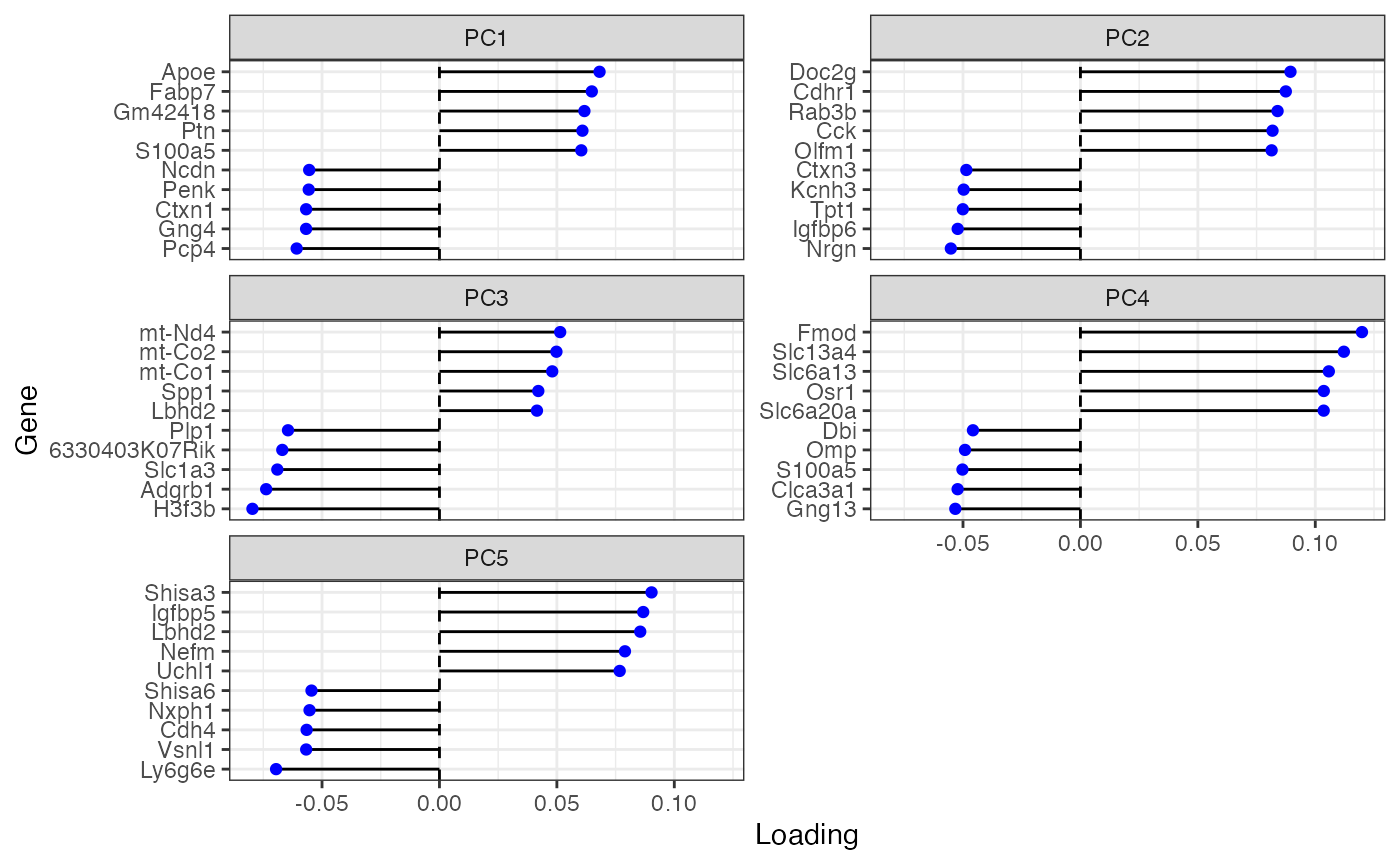 PC1
Apoe
Fabp7
Gm42418
Ptn
S100a5
Ncdn
Penk
Ctxn1
Gng4
Pcp4
PC2
Doc2g
Cdhr1
Rab3b
Cck
Olfm1
Ctxn3
Kcnh3
Tpt1
Igfbp6
Nrgn
PC3
mt-Nd4
mt-Co2
mt-Co1
Spp1
Lbhd2
Plp1
6330403K07Rik
Slc1a3
Adgrb1
H3f3b
PC4
Fmod
Slc13a4
Slc6a13
Osr1
Slc6a20a
Dbi
Omp
S100a5
Clca3a1
Gng13
-0.05 0.00 0.05 0.10
PC5
Shisa3
Igfbp5
Lbhd2
Nefm
Uchl1
Shisa6
Nxph1
Cdh4
Vsnl1
Ly6g6e
-0.05 0.00 0.05 0.10
Gene
Loading